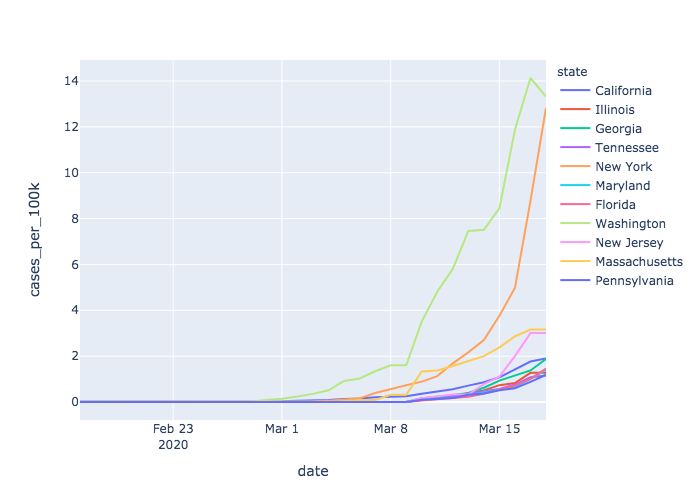 state
California
Illinois
Georgia
Tennessee
New York
Maryland
Florida
Washington
New Jersey
Massachusetts
Pennsylvania
cases_per_100k
14
12
10
8
6
4
2
0
Feb 23
2020
Mar 1
Mar 8
Mar 15
date